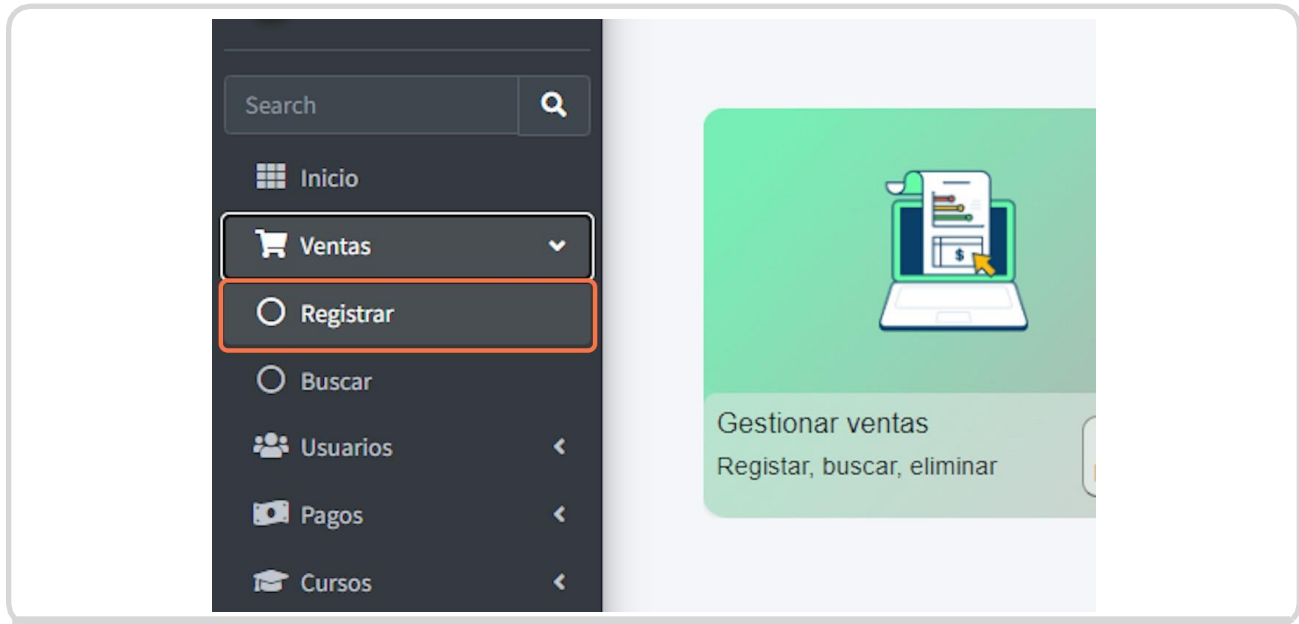 Search
Inicio
Ventas
Registrar
Buscar
Usuarios
Pagos
Cursos
$
Gestionar ventas
Registar, buscar, eliminar